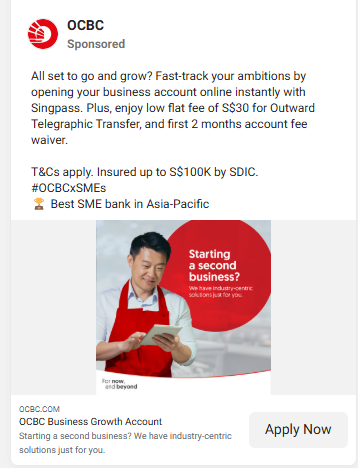 OCBC
Sponsored
All set to go and grow? Fast-track your ambitions by
opening your business account online instantly with
Singpass. Plus, enjoy low flat fee of S$30 for Outward
Telegraphic Transfer, and first 2 months account fee
waiver.
T&Cs apply. Insured up to S$100K by SDIC.
#OCBCxSMEs
🏆 Best SME bank in Asia-Pacific
Starting
a second
business?
We have industry-centric
solutions just for you.
For now,
and beyond
OCBC.COM
OCBC Business Growth Account
Starting a second business? We have industry-centric
solutions just for you.
Apply Now